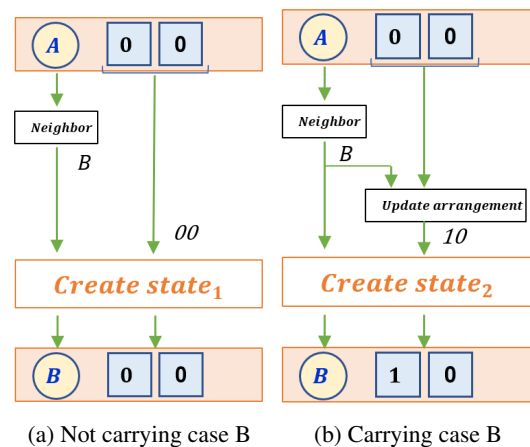 A 0 0
Neighbor
B
00
Create state1
B 0 0
(a) Not carrying case B
A 0 0
Neighbor
B
Update arrangement
10
Create state2
B 1 0
(b) Carrying case B